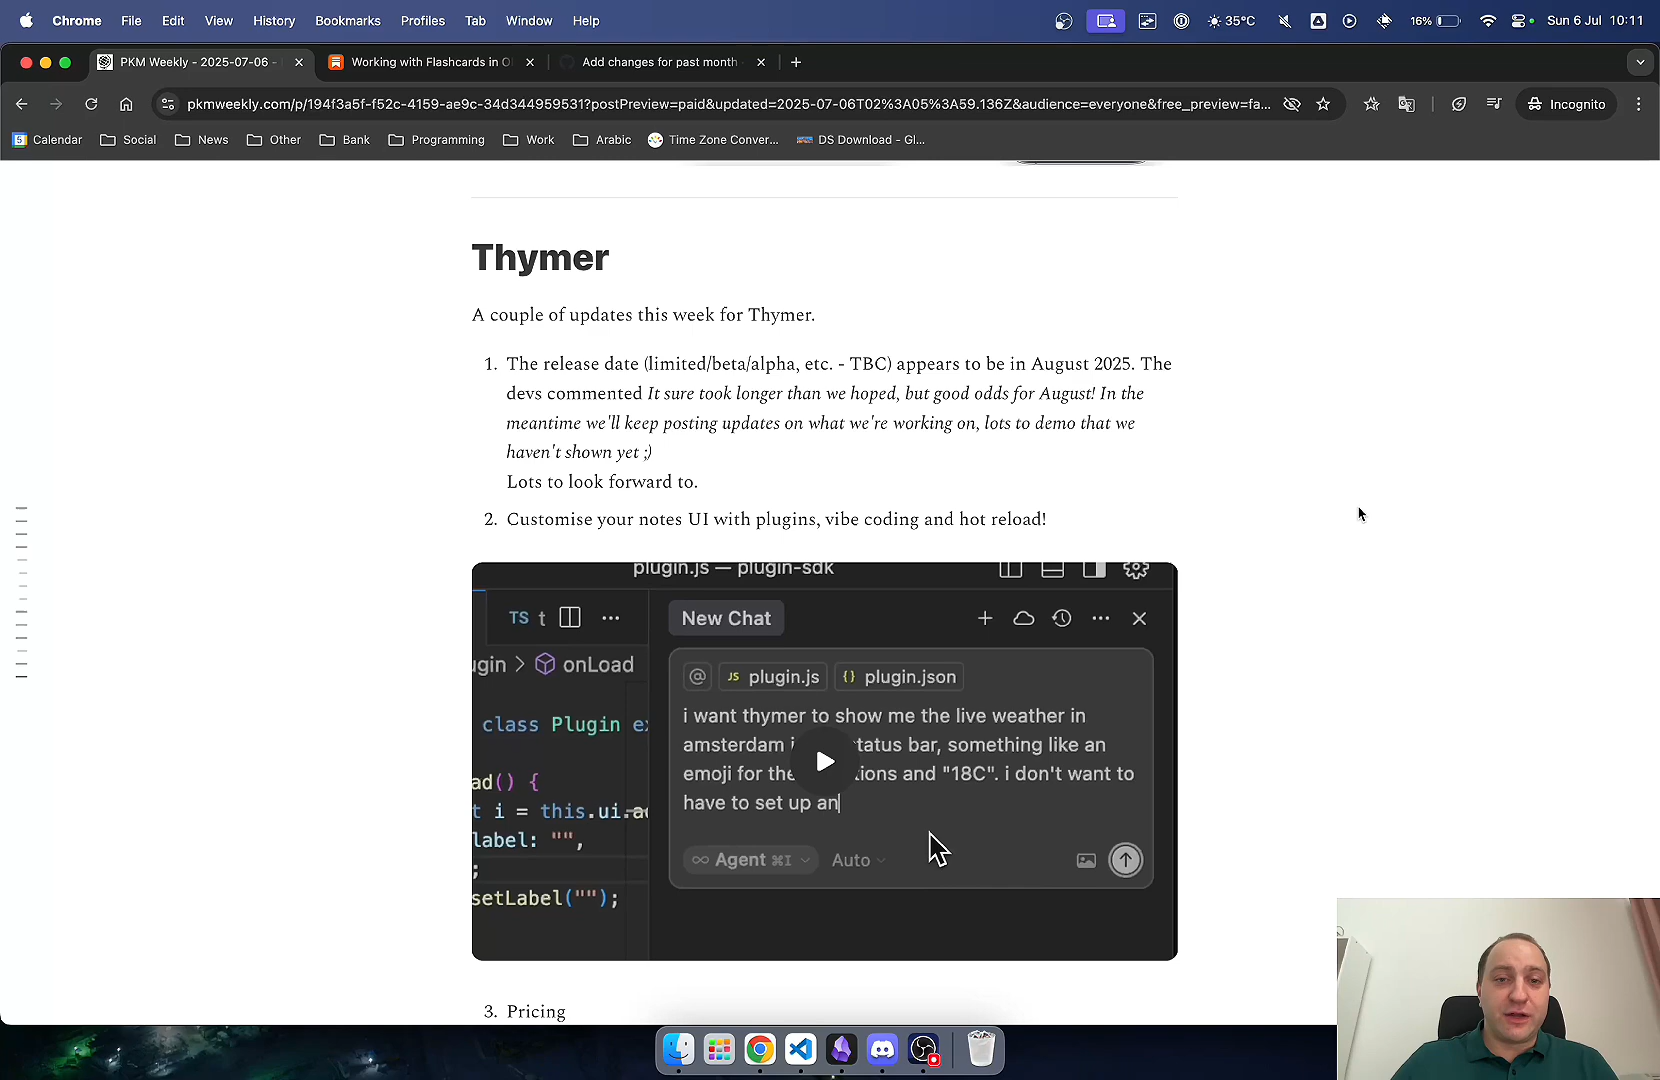 Chrome File Edit View History Bookmarks Profiles Tab Window Help 35°C 16% Sun 6 Jul 10:11
PKM Weekly - 2025-07-06 - Working with Flashcards in O Add changes for past month
pkmweekly.com/p/194f3a5f-f52c-4159-ae9c-34d344959531?postPreview=paid&updated=2025-07-06T02%3A05%3A59.136Z&audience=everyone&free_preview=fa... Incognito
Calendar Social News Other Bank Programming Work Arabic Time Zone Conver... DS Download - Gl...
Thymer
A couple of updates this week for Thymer.
1. The release date (limited/beta/alpha, etc. - TBC) appears to be in August 2025. The
devs commented It sure took longer than we hoped, but good odds for August! In the
meantime we'll keep posting updates on what we're working on, lots to demo that we
haven't shown yet ;)
Lots to look forward to.
2. Customise your notes UI with plugins, vibe coding and hot reload!
plugin.js — plugin-sdk
TS t ... New Chat
ugin > onLoad
@ JS plugin.js {} plugin.json
class Plugin ex
i want thymer to show me the live weather in
amsterdam i tatus bar, something like an
ad() { emoji for the tions and "18C". i don't want to
t i = this.ui.ad have to set up an
label: "",
; Agent ⌘I Auto
setLabel("");
3. Pricing